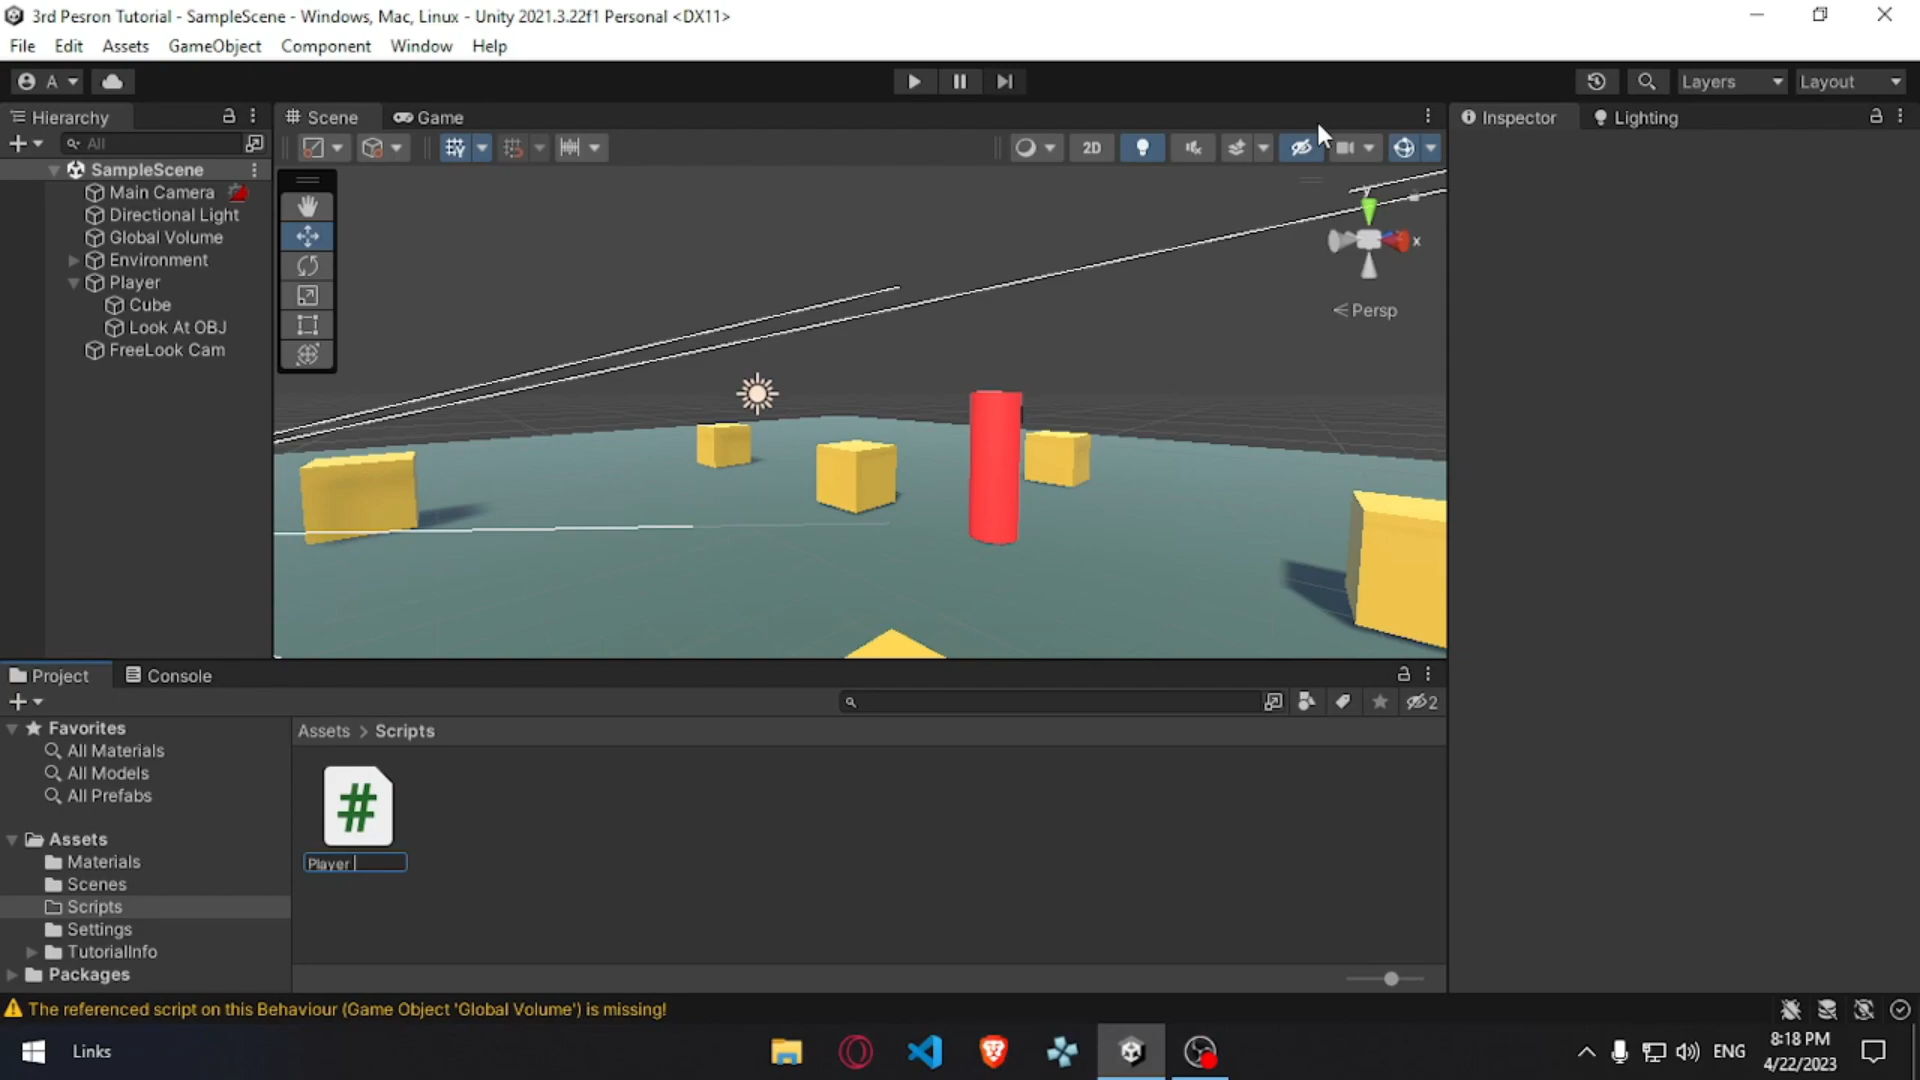 3rd Pesron Tutorial - SampleScene - Windows, Mac, Linux - Unity 2021.3.22f1 Personal <DX11>
File Edit Assets GameObject Component Window Help
A Layers Layout
Hierarchy Scene Game Inspector Lighting
All 2D
SampleScene
Main Camera
Directional Light
Global Volume
Environment
Player
Cube
Look At OBJ
FreeLook Cam
y
x
Persp
Project Console
2
Favorites
All Materials
All Models
All Prefabs
Assets
Materials
Scenes
Scripts
Settings
TutorialInfo
Packages
Assets > Scripts
#
Player
The referenced script on this Behaviour (Game Object 'Global Volume') is missing!
Links
ENG
8:18 PM
4/22/2023